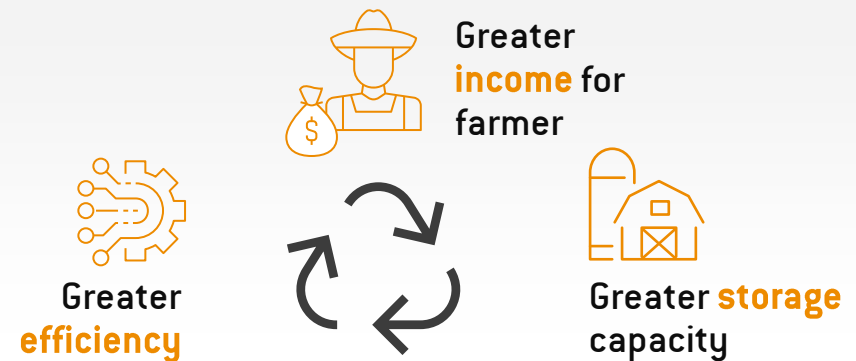 Greater
income for
farmer
$
Greater
efficiency
Greater storage
capacity